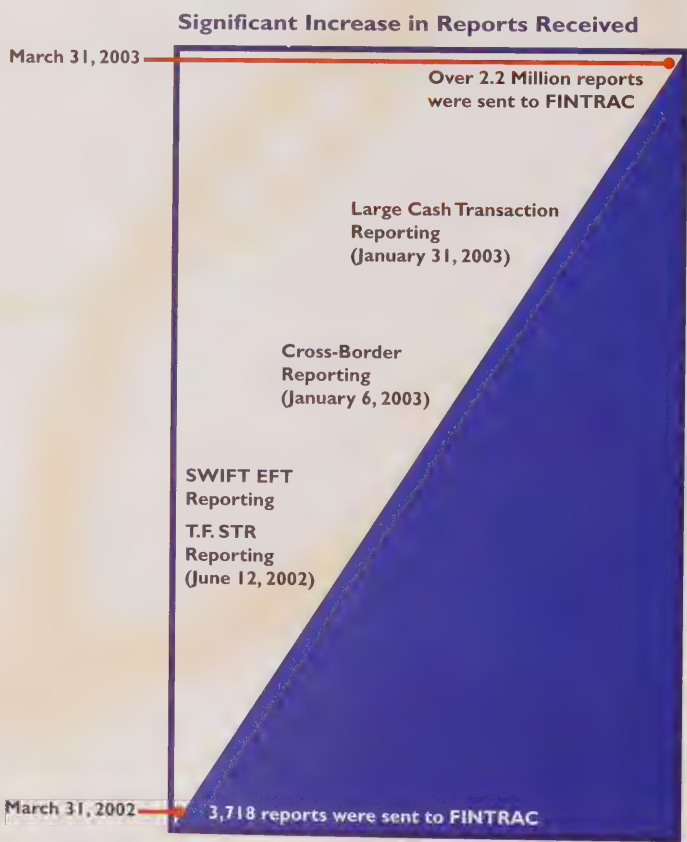 Significant Increase in Reports Received
March 31, 2003
Over 2.2 Million reports
were sent to FINTRAC
Large Cash Transaction
Reporting
(January 31, 2003)
Cross-Border
Reporting
(January 6, 2003)
SWIFT EFT
Reporting
T.F. STR
Reporting
(June 12, 2002)
March 31, 2002
3,718 reports were sent to FINTRAC